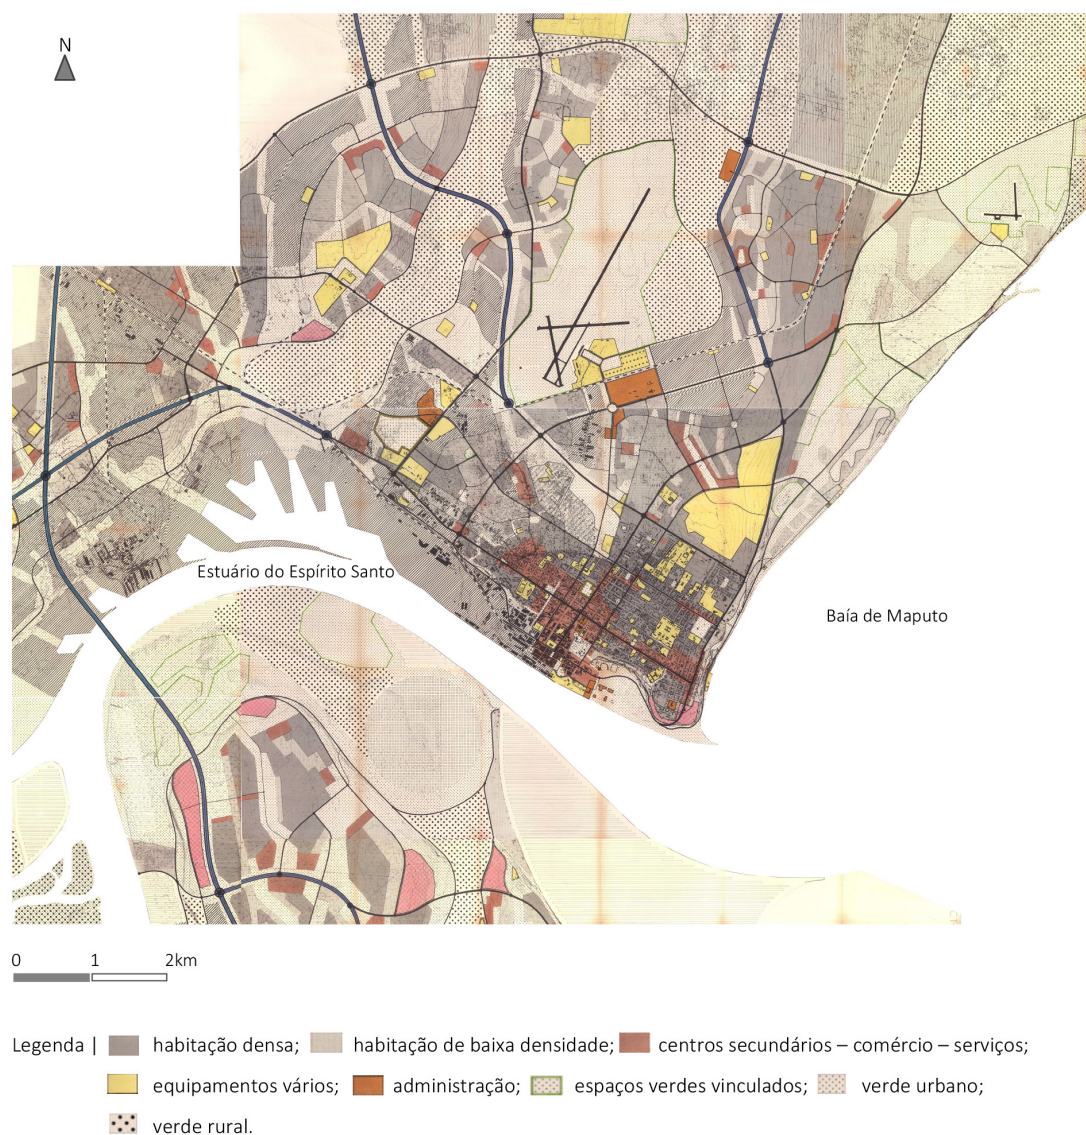 N
Estuário do Espírito Santo
Baía de Maputo
0 1 2km
Legenda | habitação densa; habitação de baixa densidade; centros secundários – comércio – serviços;
equipamentos vários; administração; espaços verdes vinculados; verde urbano;
verde rural.